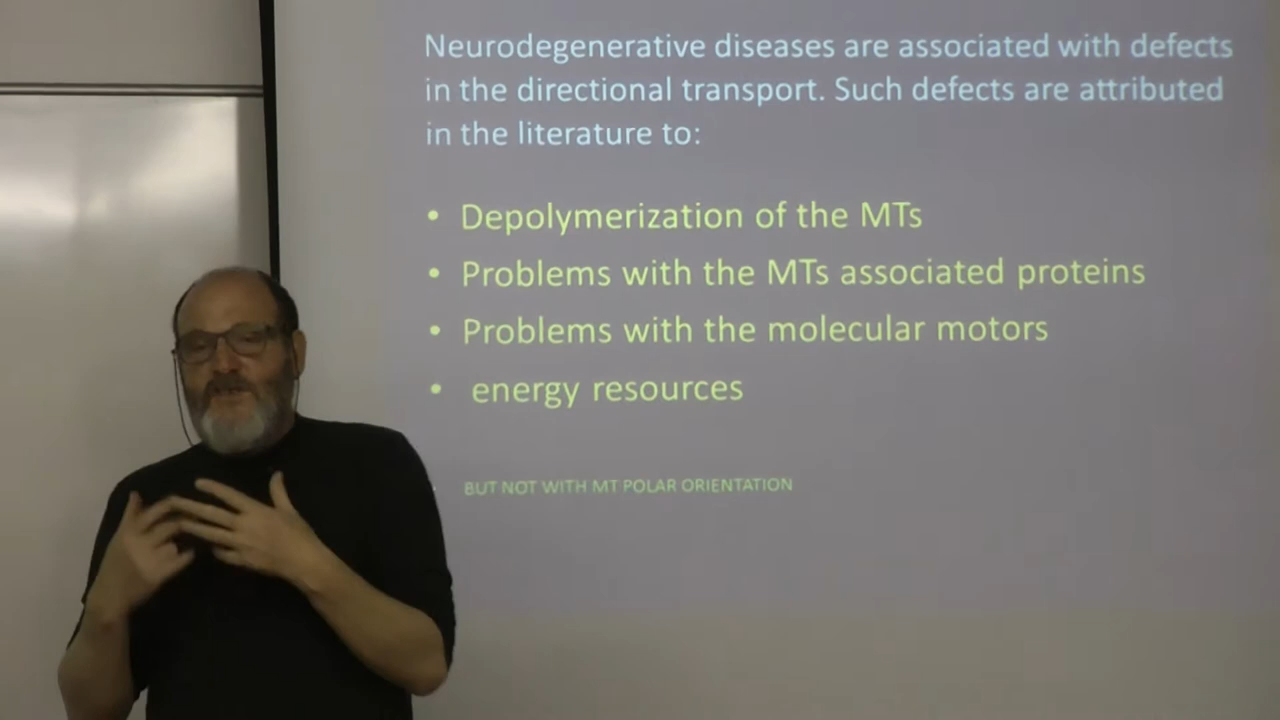 Neurodegenerative diseases are associated with defects
in the directional transport. Such defects are attributed
in the literature to:
• Depolymerization of the MTs
• Problems with the MTs associated proteins
• Problems with the molecular motors
• energy resources
BUT NOT WITH MT POLAR ORIENTATION